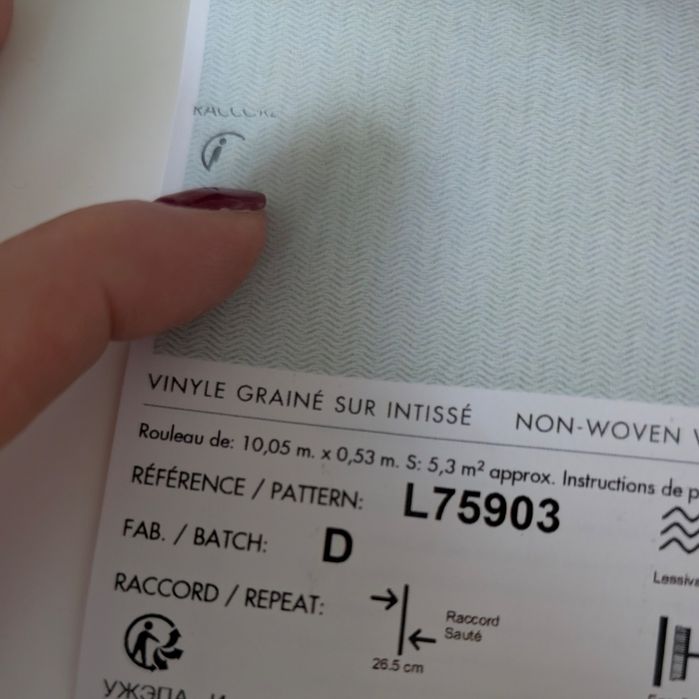 VINYLE GRAINÉ SUR INTISSÉ NON-WOVEN
Rouleau de: 10,05 m. x 0,53 m. S: 5,3 m² approx. Instructions de
RÉFÉRENCE / PATTERN: L75903
FAB. / BATCH: D
RACCORD / REPEAT:
Raccord
Sauté
26.5 cm